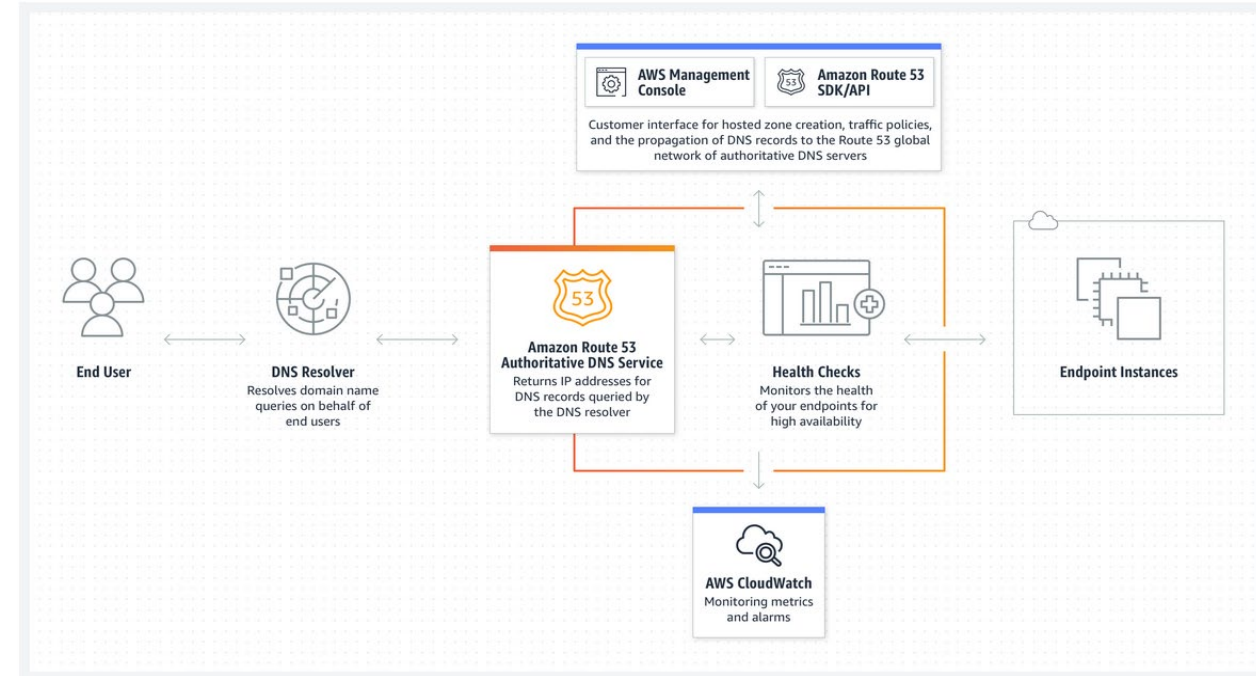 AWS Management
Console
53
Amazon Route 53
SDK/API
Customer interface for hosted zone creation, traffic policies,
and the propagation of DNS records to the Route 53 global
network of authoritative DNS servers
End User
DNS Resolver
Resolves domain name
queries on behalf of
end users
53
Amazon Route 53
Authoritative DNS Service
Returns IP addresses for
DNS records queried by
the DNS resolver
Health Checks
Monitors the health
of your endpoints for
high availability
Endpoint Instances
AWS CloudWatch
Monitoring metrics
and alarms